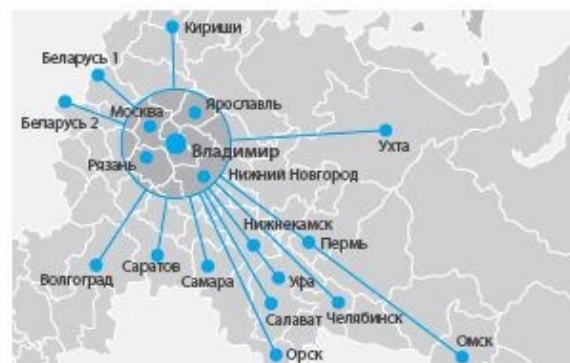 Кириши
Беларусь 1
Москва
Ярославль
Беларусь 2
Владимир
Ухта
Рязань
Нижний Новгород
Нижнекамск
Пермь
Волгоград
Саратов
Самара
Уфа
Салават
Челябинск
Омск
Орск